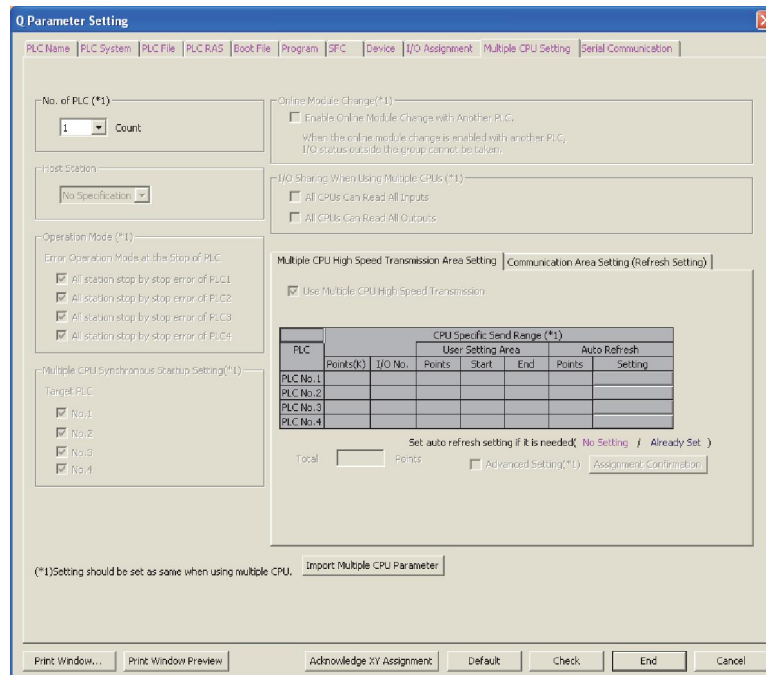 Q Parameter Setting
PLC Name PLC System PLC File PLC RAS Boot File Program SFC Device I/O Assignment Multiple CPU Setting Serial Communication
No. of PLC (*1)
1 Count
Host Station
No Specification
Operation Mode (*1)
Error Operation Mode at the Stop of PLC
All station stop by stop error of PLC1
All station stop by stop error of PLC2
All station stop by stop error of PLC3
All station stop by stop error of PLC4
Multiple CPU Synchronous Startup Setting(*1)
Target PLC
No.1
No.2
No.3
No.4
Online Module Change(*1)
Enable Online Module Change with Another PLC.
When the online module change is enabled with another PLC,
I/O status outside the group cannot be taken.
I/O Sharing When Using Multiple CPUs (*1)
All CPUs Can Read All Inputs
All CPUs Can Read All Outputs
Multiple CPU High Speed Transmission Area Setting Communication Area Setting (Refresh Setting)
Use Multiple CPU High Speed Transmission
CPU Specific Send Range (*1)
PLC User Setting Area Auto Refresh
Points(K) I/O No. Points Start End Points Setting
PLC No.1
PLC No.2
PLC No.3
PLC No.4
Set auto refresh setting if it is needed( No Setting / Already Set )
Total Points Advanced Setting(*1) Assignment Confirmation
(*1)Setting should be set as same when using multiple CPU. Import Multiple CPU Parameter
Print Window... Print Window Preview Acknowledge XY Assignment Default Check End Cancel